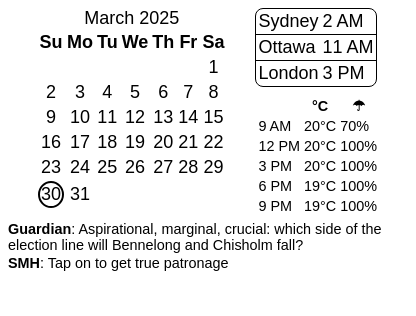 March 2025
Su Mo Tu We Th Fr Sa
1
2 3 4 5 6 7 8
9 10 11 12 13 14 15
16 17 18 19 20 21 22
23 24 25 26 27 28 29
30 31
Sydney 2 AM
Ottawa 11 AM
London 3 PM
°C ☂
9 AM 20°C 70%
12 PM 20°C 100%
3 PM 20°C 100%
6 PM 19°C 100%
9 PM 19°C 100%
Guardian: Aspirational, marginal, crucial: which side of the
election line will Bennelong and Chisholm fall?
SMH: Tap on to get true patronage